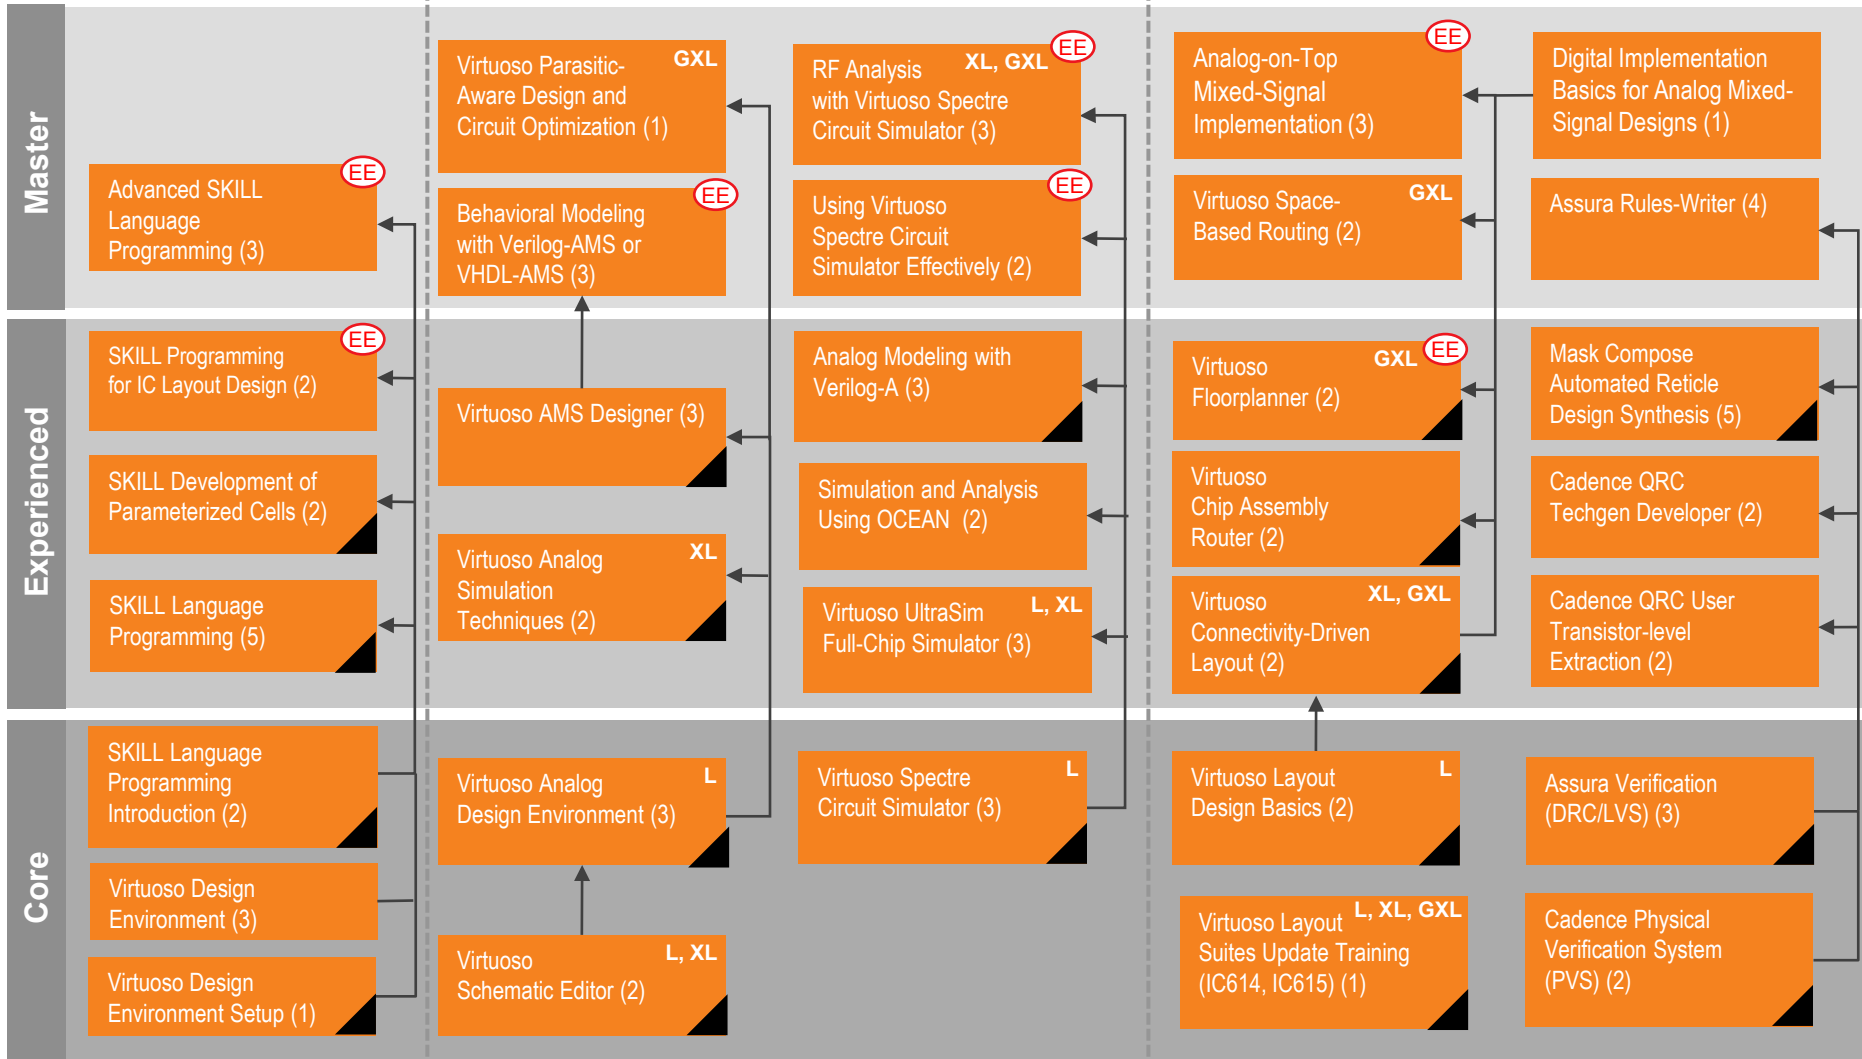 Master
Advanced SKILL
Language
Programming (3)
EE
Virtuoso Parasitic-
Aware Design and
Circuit Optimization (1)
GXL
Behavioral Modeling
with Verilog-AMS or
VHDL-AMS (3)
EE
RF Analysis
with Virtuoso Spectre
Circuit Simulator (3)
XL, GXL
EE
Using Virtuoso
Spectre Circuit
Simulator Effectively (2)
EE
Analog-on-Top
Mixed-Signal
Implementation (3)
EE
Virtuoso Space-
Based Routing (2)
GXL
Digital Implementation
Basics for Analog Mixed-
Signal Designs (1)
Assura Rules-Writer (4)
Experienced
SKILL Programming
for IC Layout Design (2)
EE
SKILL Development of
Parameterized Cells (2)
SKILL Language
Programming (5)
Virtuoso AMS Designer (3)
Virtuoso Analog
Simulation
Techniques (2)
XL
Analog Modeling with
Verilog-A (3)
Simulation and Analysis
Using OCEAN (2)
Virtuoso UltraSim
Full-Chip Simulator (3)
L, XL
Virtuoso
Floorplanner (2)
GXL
EE
Virtuoso
Chip Assembly
Router (2)
Virtuoso
Connectivity-Driven
Layout (2)
XL, GXL
Mask Compose
Automated Reticle
Design Synthesis (5)
Cadence QRC
Techgen Developer (2)
Cadence QRC User
Transistor-level
Extraction (2)
Core
SKILL Language
Programming
Introduction (2)
Virtuoso Design
Environment (3)
Virtuoso Design
Environment Setup (1)
Virtuoso Analog
Design Environment (3)
L
Virtuoso
Schematic Editor (2)
L, XL
Virtuoso Spectre
Circuit Simulator (3)
L
Virtuoso Layout
Design Basics (2)
L
Virtuoso Layout
Suites Update Training
(IC614, IC615) (1)
L, XL, GXL
Assura Verification
(DRC/LVS) (3)
Cadence Physical
Verification System
(PVS) (2)